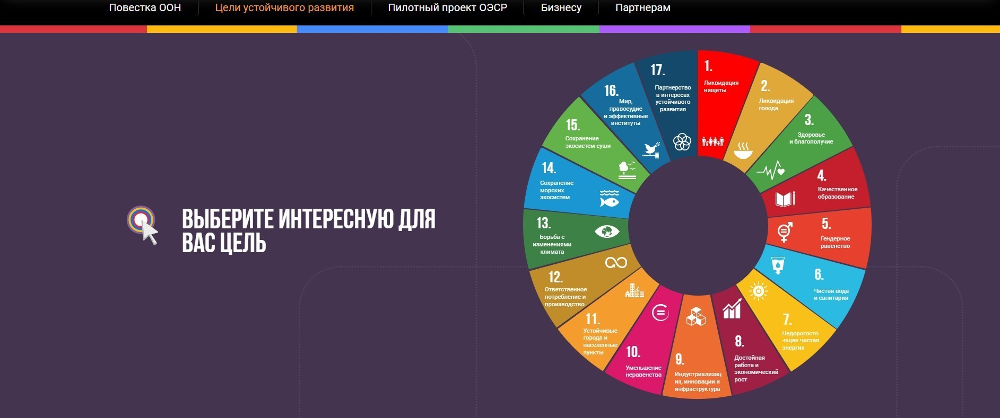 Повестка ООН
Цели устойчивого развития
Пилотный проект ОЭСР
Бизнесу
Партнерам
ВЫБЕРИТЕ ИНТЕРЕСНУЮ ДЛЯ
ВАС ЦЕЛЬ
1.
Ликвидация
нищеты
2.
Ликвидация
голода
3.
Здоровье
и благополучие
4.
Качественное
образование
5.
Гендерное
равенство
6.
Чистая вода
и санитария
7.
Недорогосто
-ящая чистая
энергия
8.
Достойная
работа и
экономический
рост
9.
Индустриализац
ия, инновации и
инфраструктура
10.
Уменьшение
неравенства
11.
Устойчивые
города и
населенные
пункты
12.
Ответственное
потребление и
производство
13.
Борьба с
изменениями
климата
14.
Сохранение
морских
экосистем
15.
Сохранение
экосистем суши
16.
Мир,
правосудие
и эффективные
институты
17.
Партнерство
в интересах
устойчивого
развития